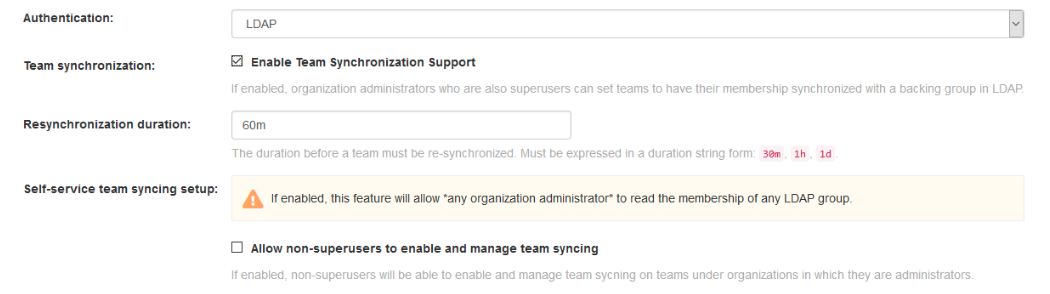 Authentication:
LDAP
Team synchronization:
Enable Team Synchronization Support
If enabled, organization administrators who are also superusers can set teams to have their membership synchronized with a backing group in LDAP.
Resynchronization duration:
60m
The duration before a team must be re-synchronized. Must be expressed in a duration string form: 30m, 1h, 1d.
Self-service team syncing setup:
If enabled, this feature will allow *any organization administrator* to read the membership of any LDAP group.
Allow non-superusers to enable and manage team syncing
If enabled, non-superusers will be able to enable and manage team sycning on teams under organizations in which they are administrators.